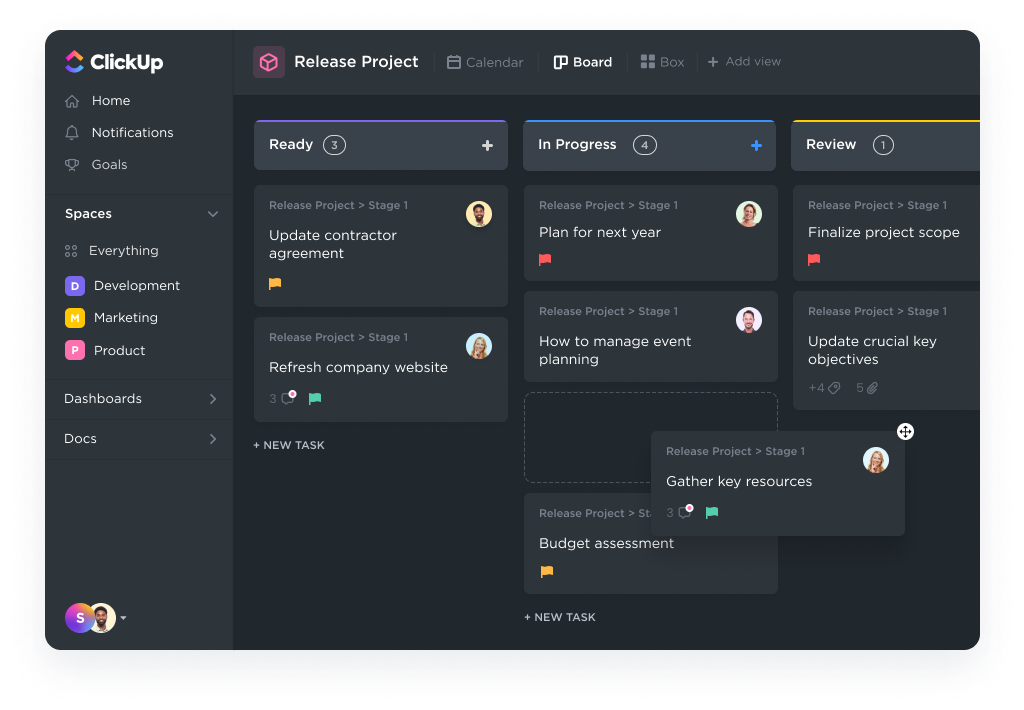 ClickUp
Home
Notifications
Goals
Spaces
Everything
D Development
M Marketing
P Product
Dashboards
Docs
S
Release Project
Calendar
Board
Box
+ Add view
Ready 3 +
Release Project > Stage 1
Update contractor
agreement
Release Project > Stage 1
Refresh company website
3
+ NEW TASK
In Progress 4 +
Release Project > Stage 1
Plan for next year
Release Project > Stage 1
How to manage event
planning
Release Project > Stage 1
Gather key resources
3
Release Project > St
Budget assessment
+ NEW TASK
Review 1
Release Project > Stage 1
Finalize project scope
Release Project > Stage 1
Update crucial key
objectives
+4 5